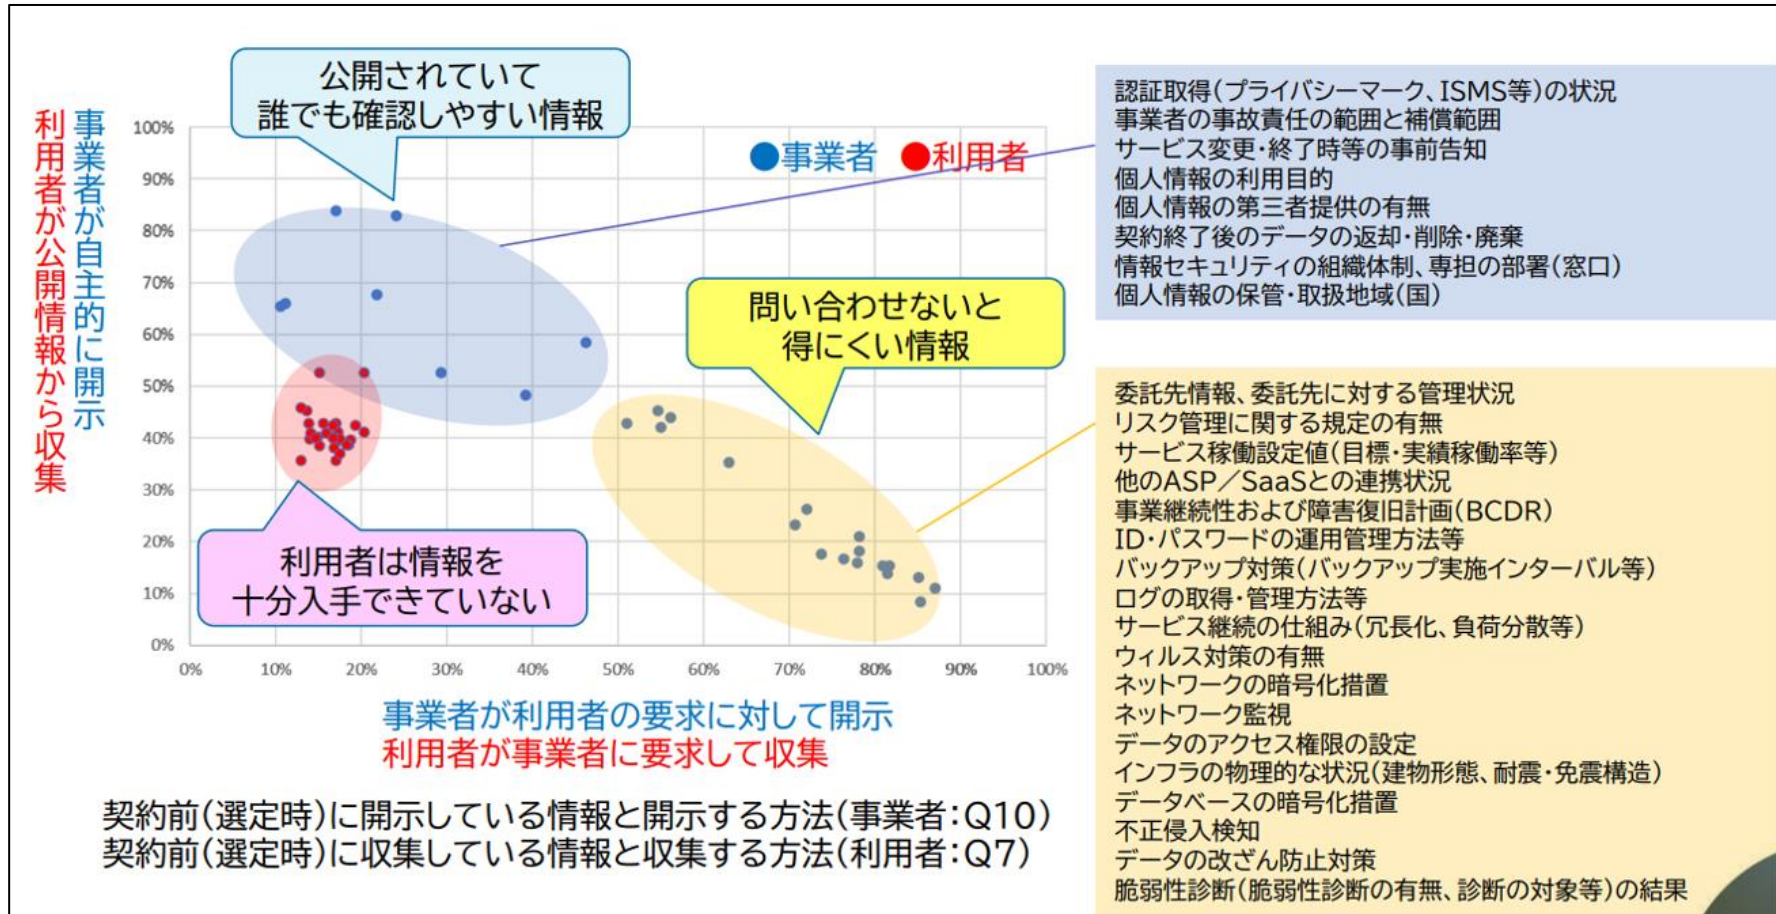 公開されていて
誰でも確認しやすい情報
事業者が自主的に開示
利用者が公開情報から収集
100%
90%
80%
70%
60%
50%
40%
30%
20%
10%
0%
●事業者 ●利用者
問い合わせないと
得にくい情報
利用者は情報を
十分入手できていない
0% 10% 20% 30% 40% 50% 60% 70% 80% 90% 100%
事業者が利用者の要求に対して開示
利用者が事業者に要求して収集
契約前(選定時)に開示している情報と開示する方法(事業者:Q10)
契約前(選定時)に収集している情報と収集する方法(利用者:Q7)
認証取得(プライバシーマーク、ISMS等)の状況
事業者の事故責任の範囲と補償範囲
サービス変更・終了時等の事前告知
個人情報の利用目的
個人情報の第三者提供の有無
契約終了後のデータの返却・削除・廃棄
情報セキュリティの組織体制、専担の部署(窓口)
個人情報の保管・取扱地域(国)
委託先情報、委託先に対する管理状況
リスク管理に関する規定の有無
サービス稼働設定値(目標・実績稼働率等)
他のASP/SaaSとの連携状況
事業継続性および障害復旧計画(BCDR)
ID・パスワードの運用管理方法等
バックアップ対策(バックアップ実施インターバル等)
ログの取得・管理方法等
サービス継続の仕組み(冗長化、負荷分散等)
ウィルス対策の有無
ネットワークの暗号化措置
ネットワーク監視
データのアクセス権限の設定
インフラの物理的な状況(建物形態、耐震・免震構造)
データベースの暗号化措置
不正侵入検知
データの改ざん防止対策
脆弱性診断(脆弱性診断の有無、診断の対象等)の結果